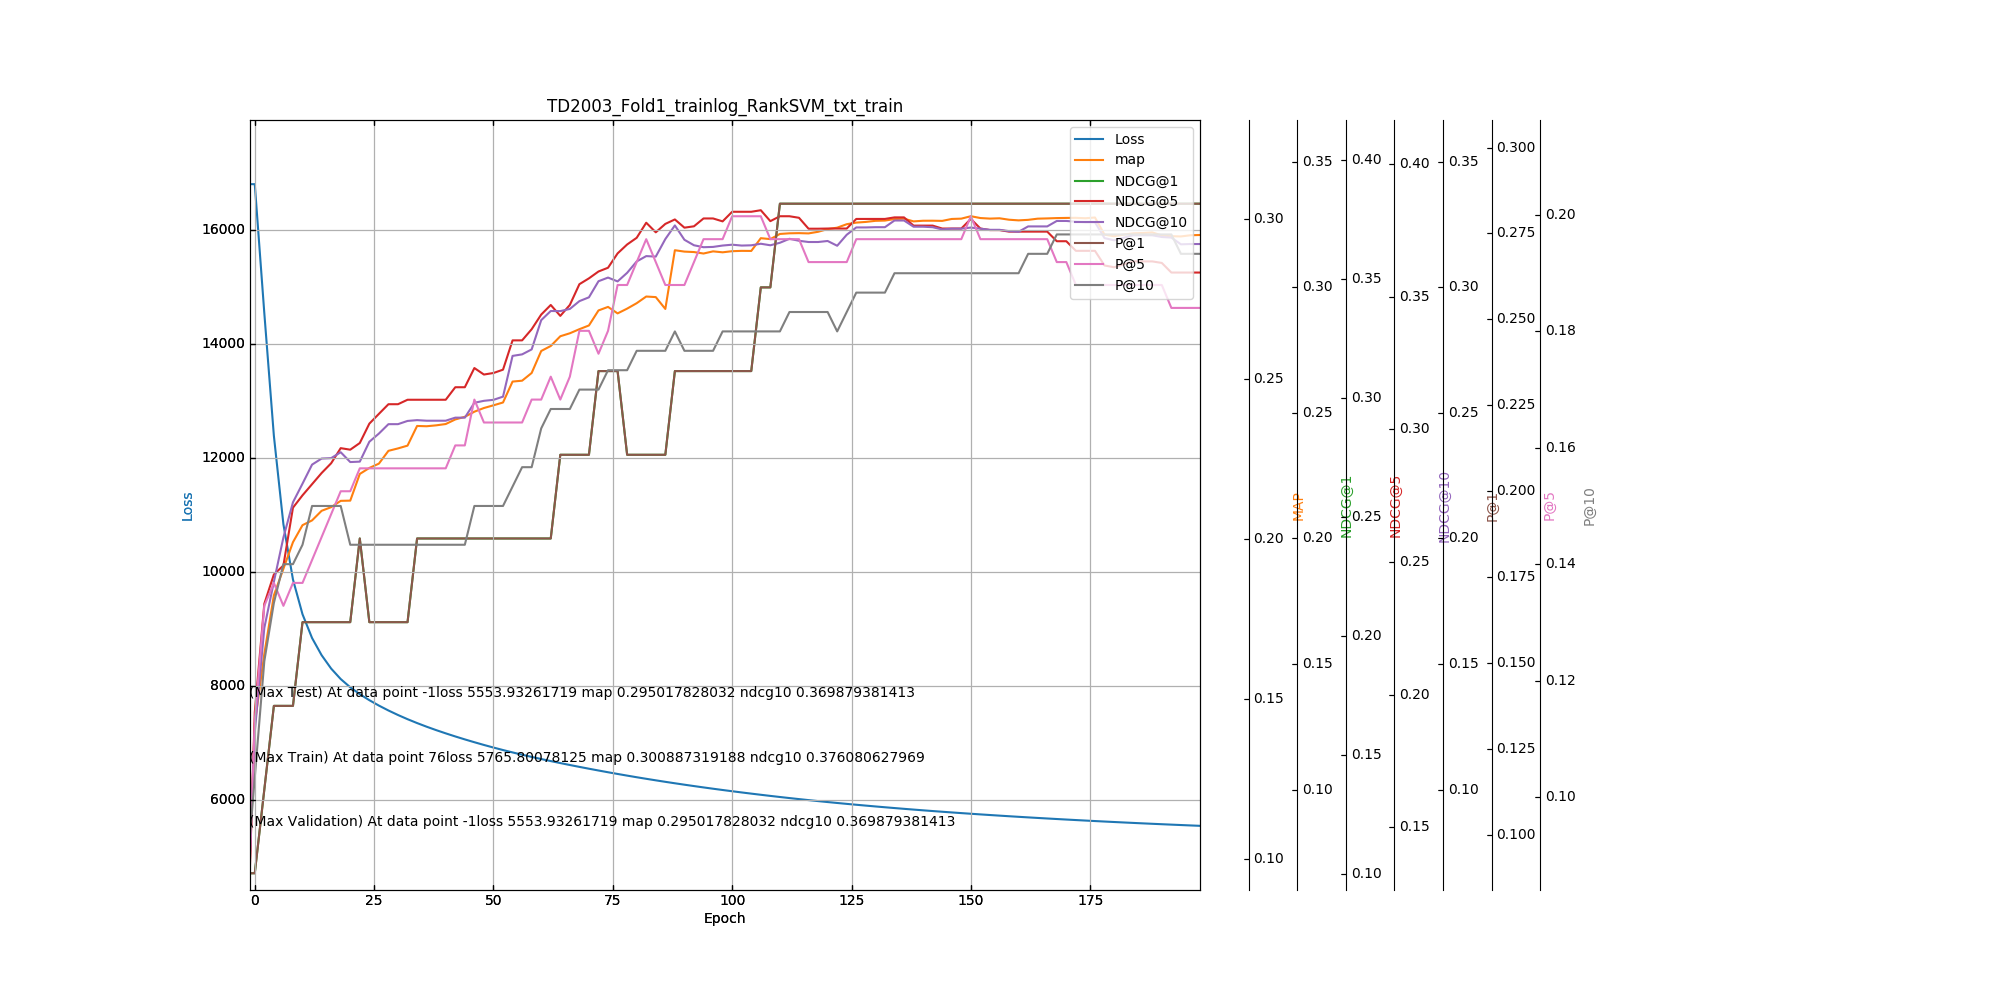 TD2003_Fold1_trainlog_RankSVM_txt_train
Loss
map
NDCG@1
NDCG@5
NDCG@10
P@1
P@5
P@10
16000
14000
12000
10000
8000
6000
Loss
(Max Test) At data point -1loss 5553.93261719 map 0.295017828032 ndcg10 0.369879381413
(Max Train) At data point 76loss 5765.80078125 map 0.300887319188 ndcg10 0.376080627969
(Max Validation) At data point -1loss 5553.93261719 map 0.295017828032 ndcg10 0.369879381413
0 25 50 75 100 125 150 175
Epoch
0.30
0.25
0.20
0.15
0.10
MAP
0.35
0.30
0.25
0.20
0.15
0.10
NDCG@1
0.40
0.35
0.30
0.25
0.20
0.15
0.10
NDCG@5
0.40
0.35
0.30
0.25
0.20
0.15
NDCG@10
0.35
0.30
0.25
0.20
0.15
0.10
P@1
0.300
0.275
0.250
0.225
0.200
0.175
0.150
0.125
0.100
P@5
0.20
0.18
0.16
0.14
0.12
0.10
P@10